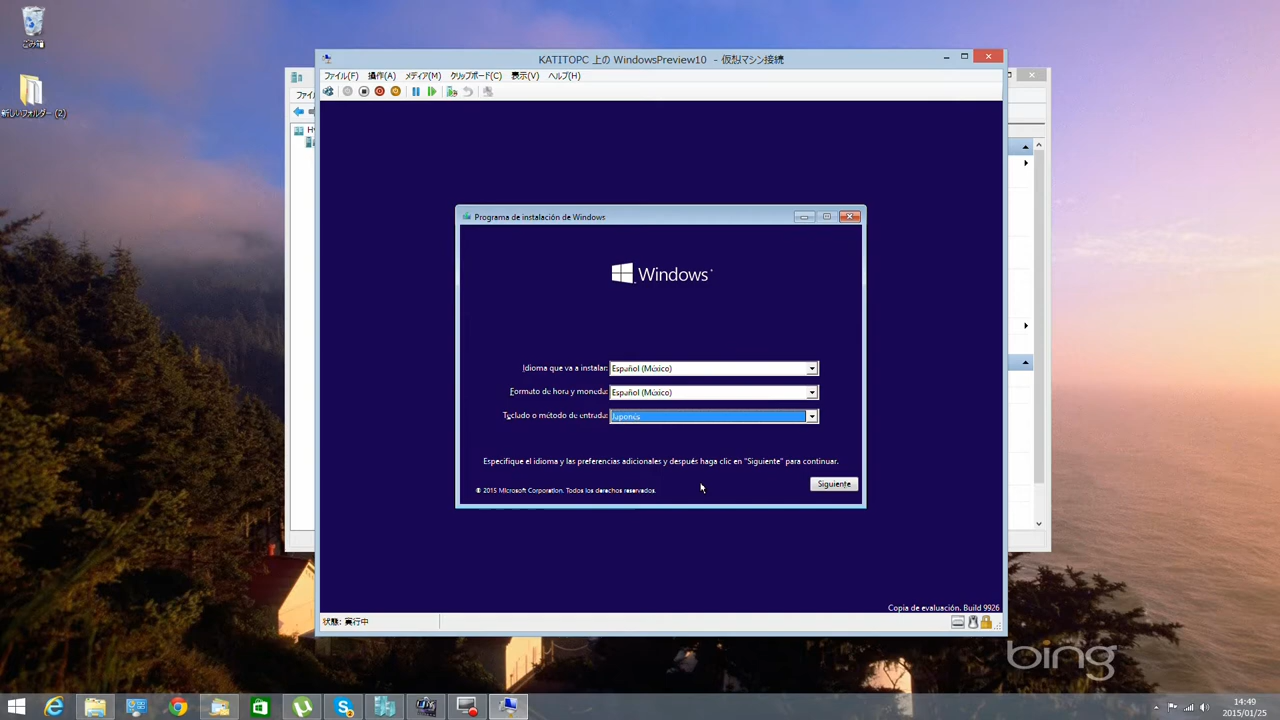 ごみ箱
新しいフォルダー (2)
KATITOPC 上の WindowsPreview10 - 仮想マシン接続
ファイル(F) 操作(A) メディア(M) クリップボード(C) 表示(V) ヘルプ(H)
Programa de instalación de Windows
Windows
Idioma que va a instalar: Español (México)
Formato de hora y moneda: Español (México)
Teclado o método de entrada: Japonés
Especifique el idioma y las preferencias adicionales y después haga clic en "Siguiente" para continuar.
© 2015 Microsoft Corporation. Todos los derechos reservados.
Siguiente
Copia de evaluación. Build 9926
状態: 実行中
bing
14:49
2015/01/25